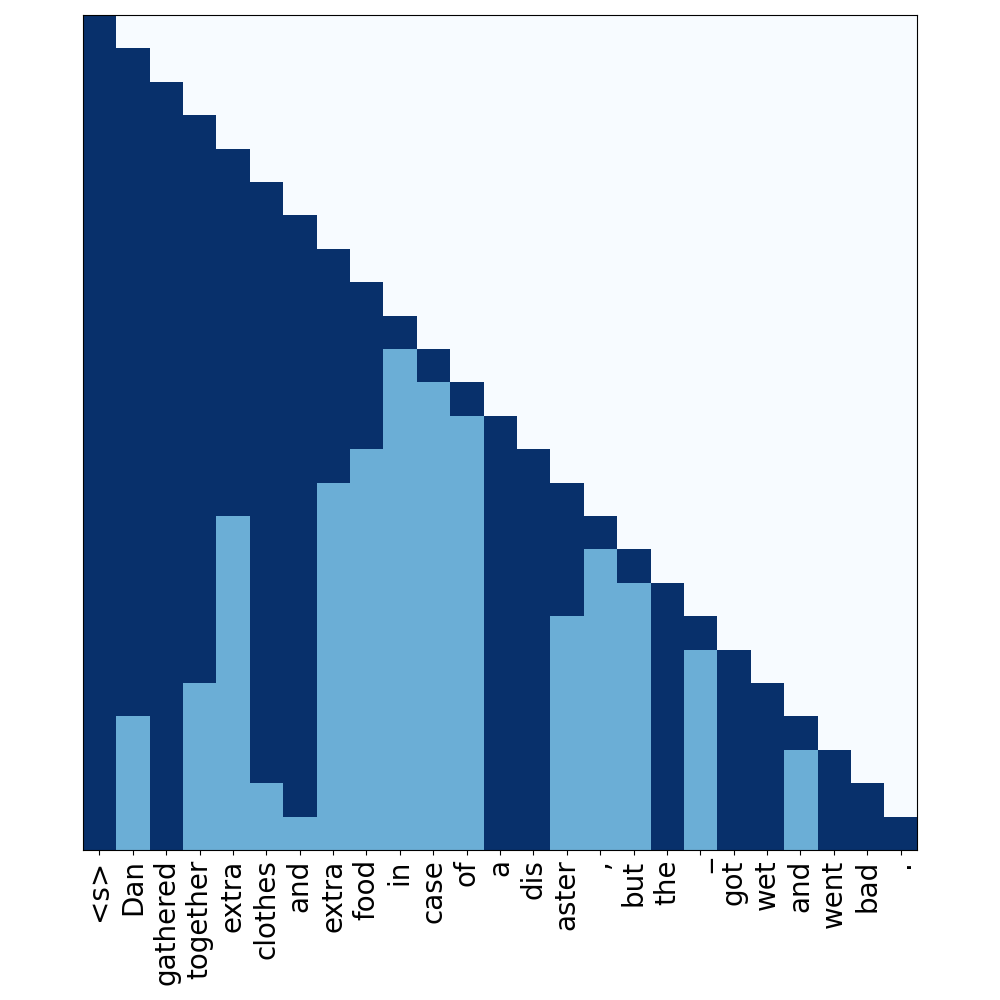 <s> Dan gathered together extra clothes and extra food in case of a dis aster , but the _ got wet and went bad .